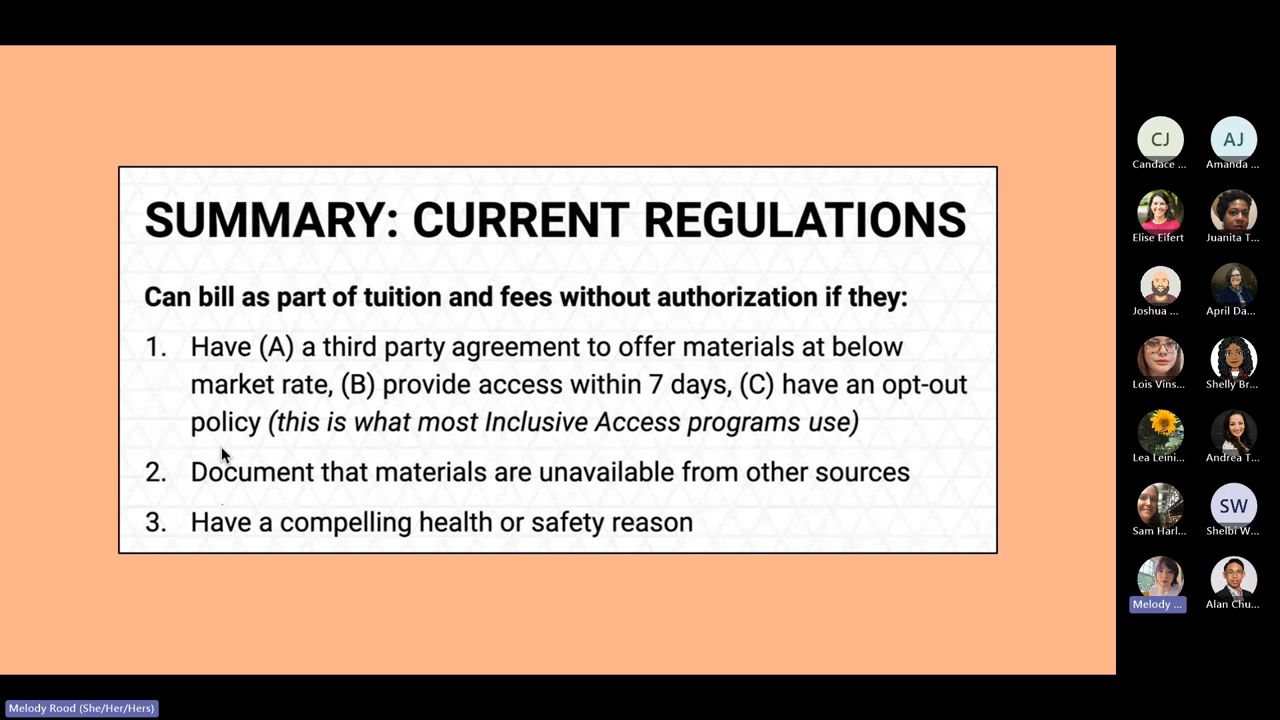 SUMMARY: CURRENT REGULATIONS
Can bill as part of tuition and fees without authorization if they:
1. Have (A) a third party agreement to offer materials at below
market rate, (B) provide access within 7 days, (C) have an opt-out
policy (this is what most Inclusive Access programs use)
2. Document that materials are unavailable from other sources
3. Have a compelling health or safety reason
CJ
AJ
Candace ...
Amanda ...
Elise Eifert
Juanita T...
Joshua ...
April Da...
Lois Vins...
Shelly Br...
Lea Leini...
Andrea T...
SW
Sam Harl...
Shelbi W...
Melody ...
Alan Chu...
Melody Rood (She/Her/Hers)